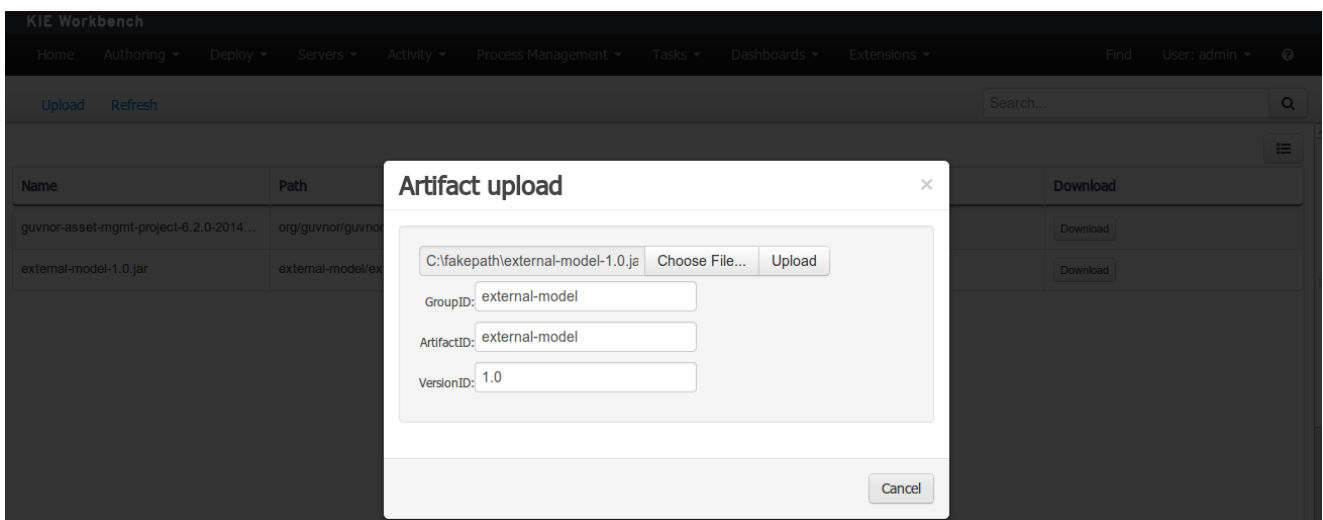 KIE Workbench
Home Authoring Deploy Servers Activity Process Management Tasks Dashboards Extensions Find User: admin
Upload Refresh Search...
Artifact upload ×
Name Path Download
guvnor-asset-mgmt-project-6.2.0-2014... org/guvnor/guvnor Download
C:\fakepath\external-model-1.0.ja Choose File... Upload
external-model-1.0.jar external-model/ex Download
GroupID: external-model
ArtifactID: external-model
VersionID: 1.0
Cancel